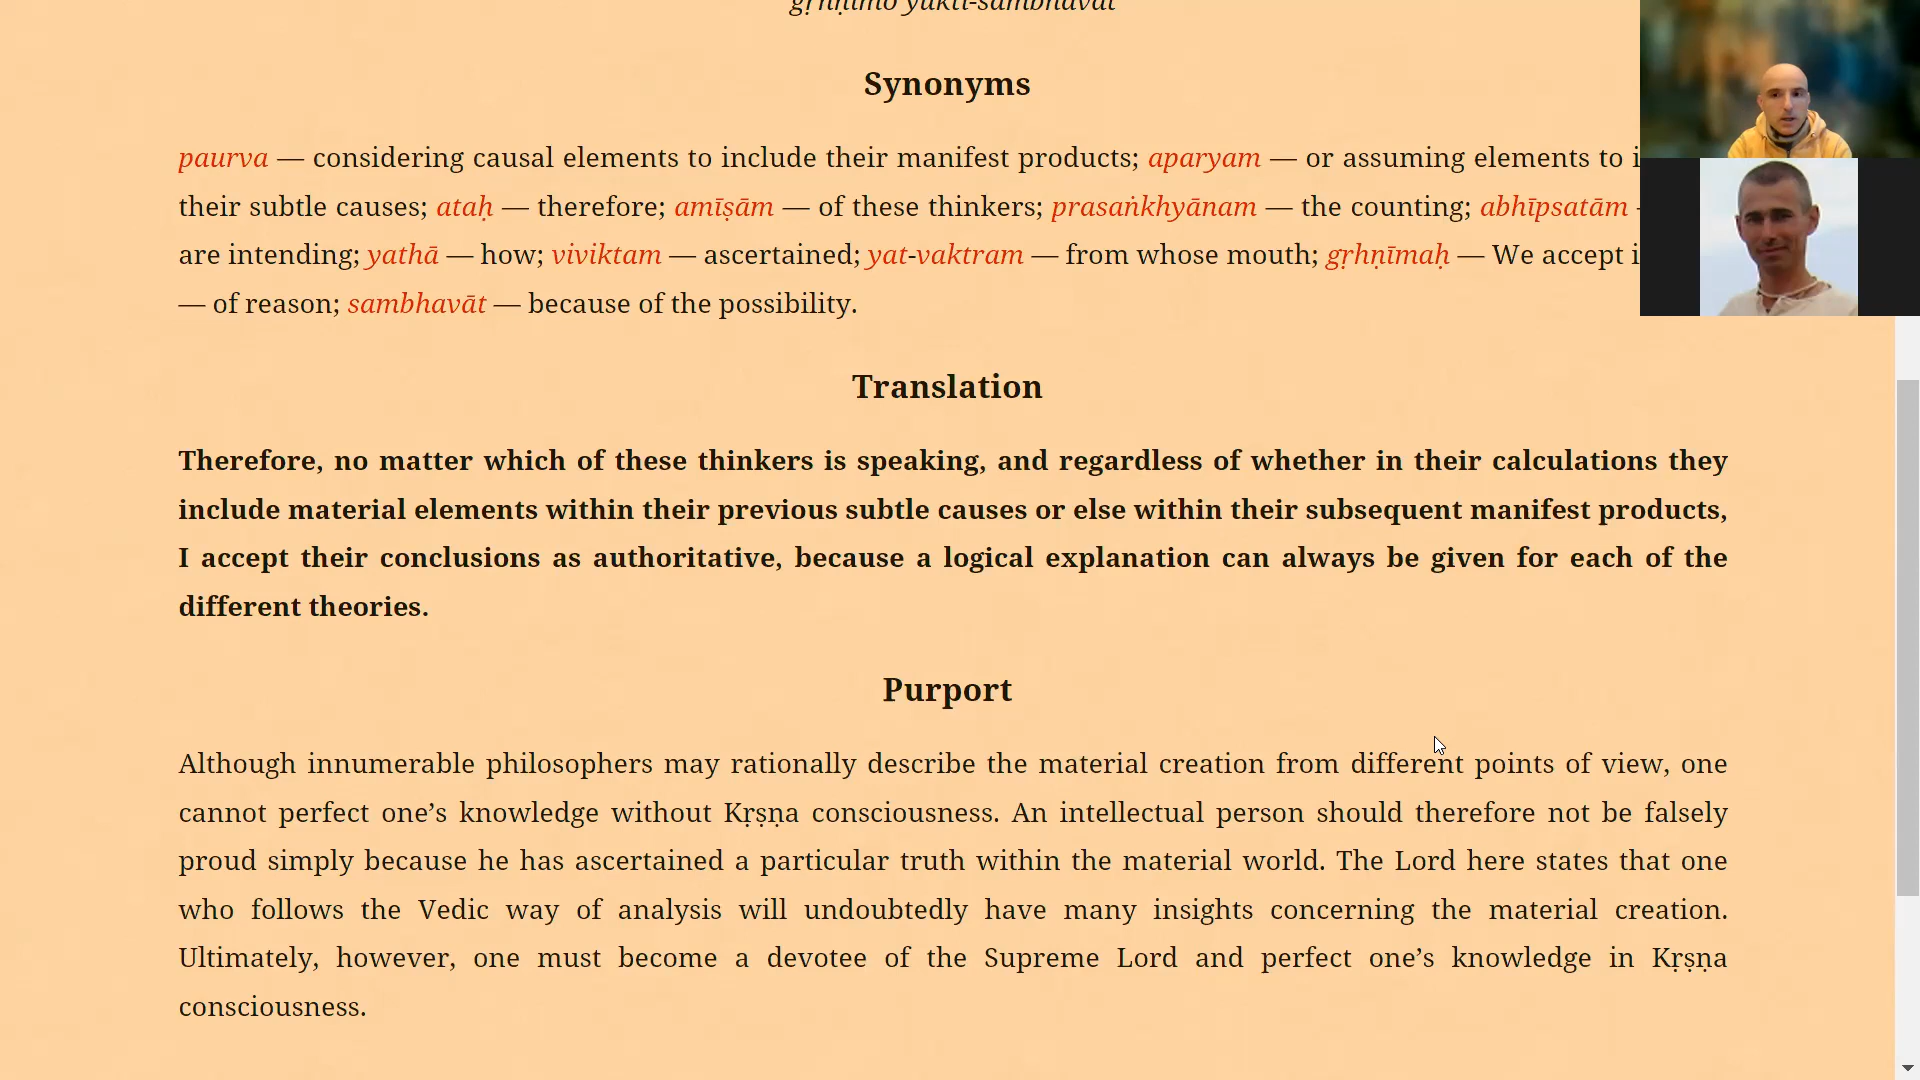 gṛhṇīmo yukti-sambhavāt
Synonyms
paurva — considering causal elements to include their manifest products; aparyam — or assuming elements to
their subtle causes; ataḥ — therefore; amīṣām — of these thinkers; prasaṅkhyānam — the counting; abhīpsatām
are intending; yathā — how; viviktam — ascertained; yat-vaktram — from whose mouth; gṛhṇīmaḥ — We accept
— of reason; sambhavāt — because of the possibility.
Translation
Therefore, no matter which of these thinkers is speaking, and regardless of whether in their calculations they
include material elements within their previous subtle causes or else within their subsequent manifest products,
I accept their conclusions as authoritative, because a logical explanation can always be given for each of the
different theories.
Purport
Although innumerable philosophers may rationally describe the material creation from different points of view, one
cannot perfect one’s knowledge without Kṛṣṇa consciousness. An intellectual person should therefore not be falsely
proud simply because he has ascertained a particular truth within the material world. The Lord here states that one
who follows the Vedic way of analysis will undoubtedly have many insights concerning the material creation.
Ultimately, however, one must become a devotee of the Supreme Lord and perfect one’s knowledge in Kṛṣṇa
consciousness.